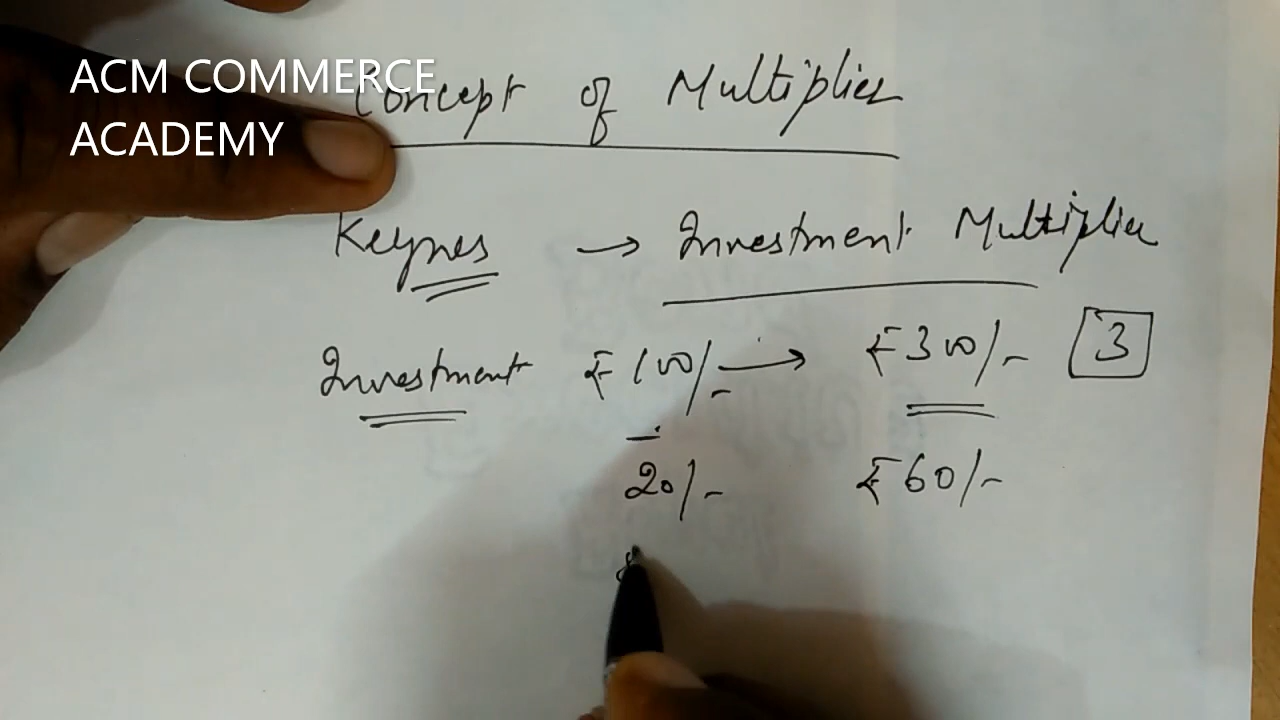 ACM COMMERCE
ACADEMY
Concept of Multiplier
Keynes → Investment Multiplier
Investment ₹100/- → ₹300/- 3
20/- ₹60/-